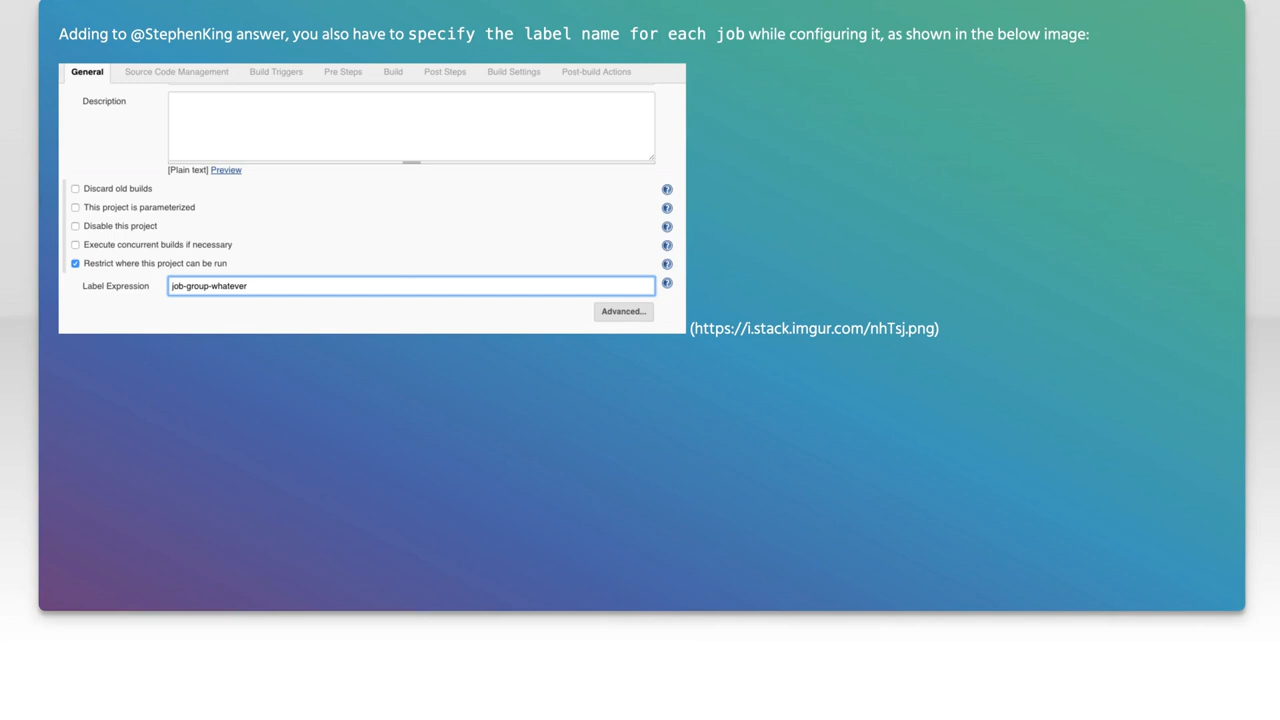 Adding to @StephenKing answer, you also have to specify the label name for each job while configuring it, as shown in the below image:
General Source Code Management Build Triggers Pre Steps Build Post Steps Build Settings Post-build Actions
Description
[Plain text] Preview
Discard old builds
This project is parameterized
Disable this project
Execute concurrent builds if necessary
Restrict where this project can be run
Label Expression job-group-whatever
Advanced...
(https://i.stack.imgur.com/nhTsj.png)